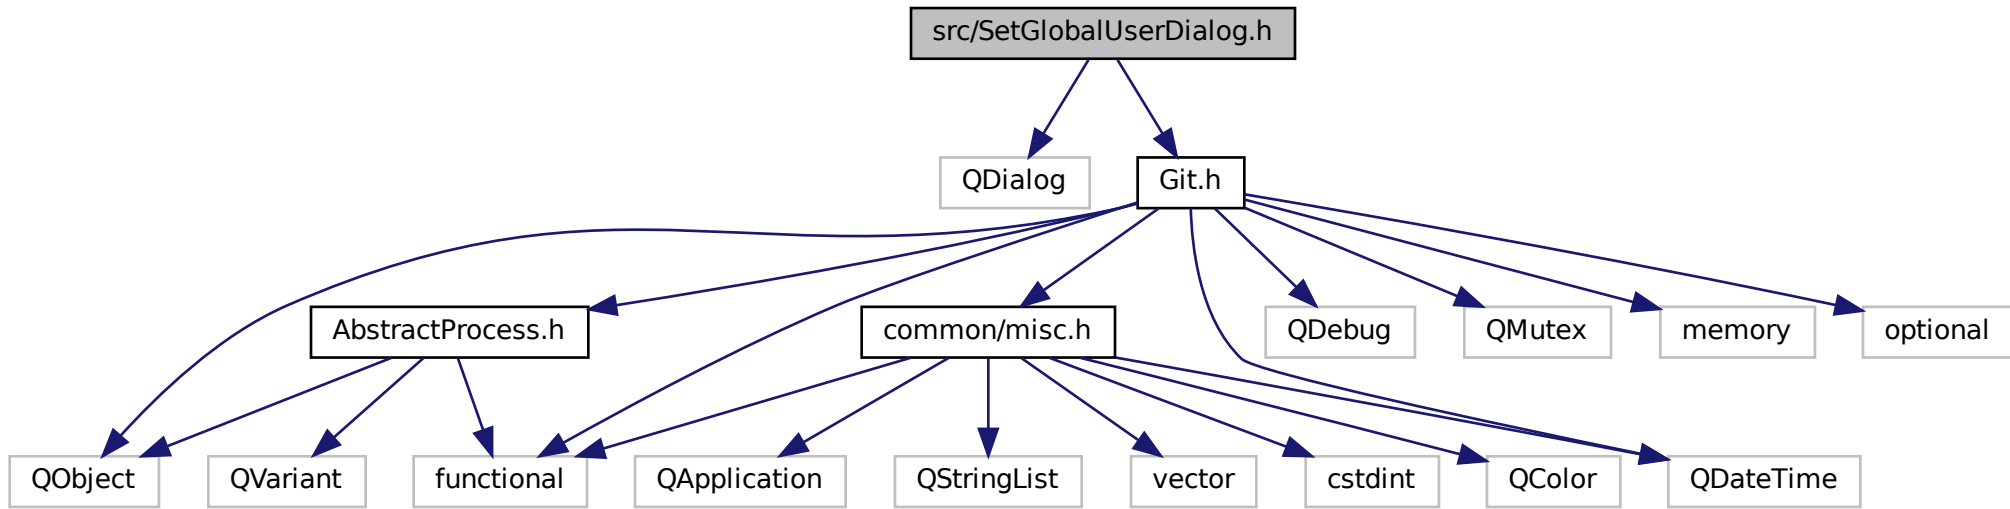 src/SetGlobalUserDialog.h
QDialog
Git.h
AbstractProcess.h
common/misc.h
QDebug
QMutex
memory
optional
QObject
QVariant
functional
QApplication
QStringList
vector
cstdint
QColor
QDateTime